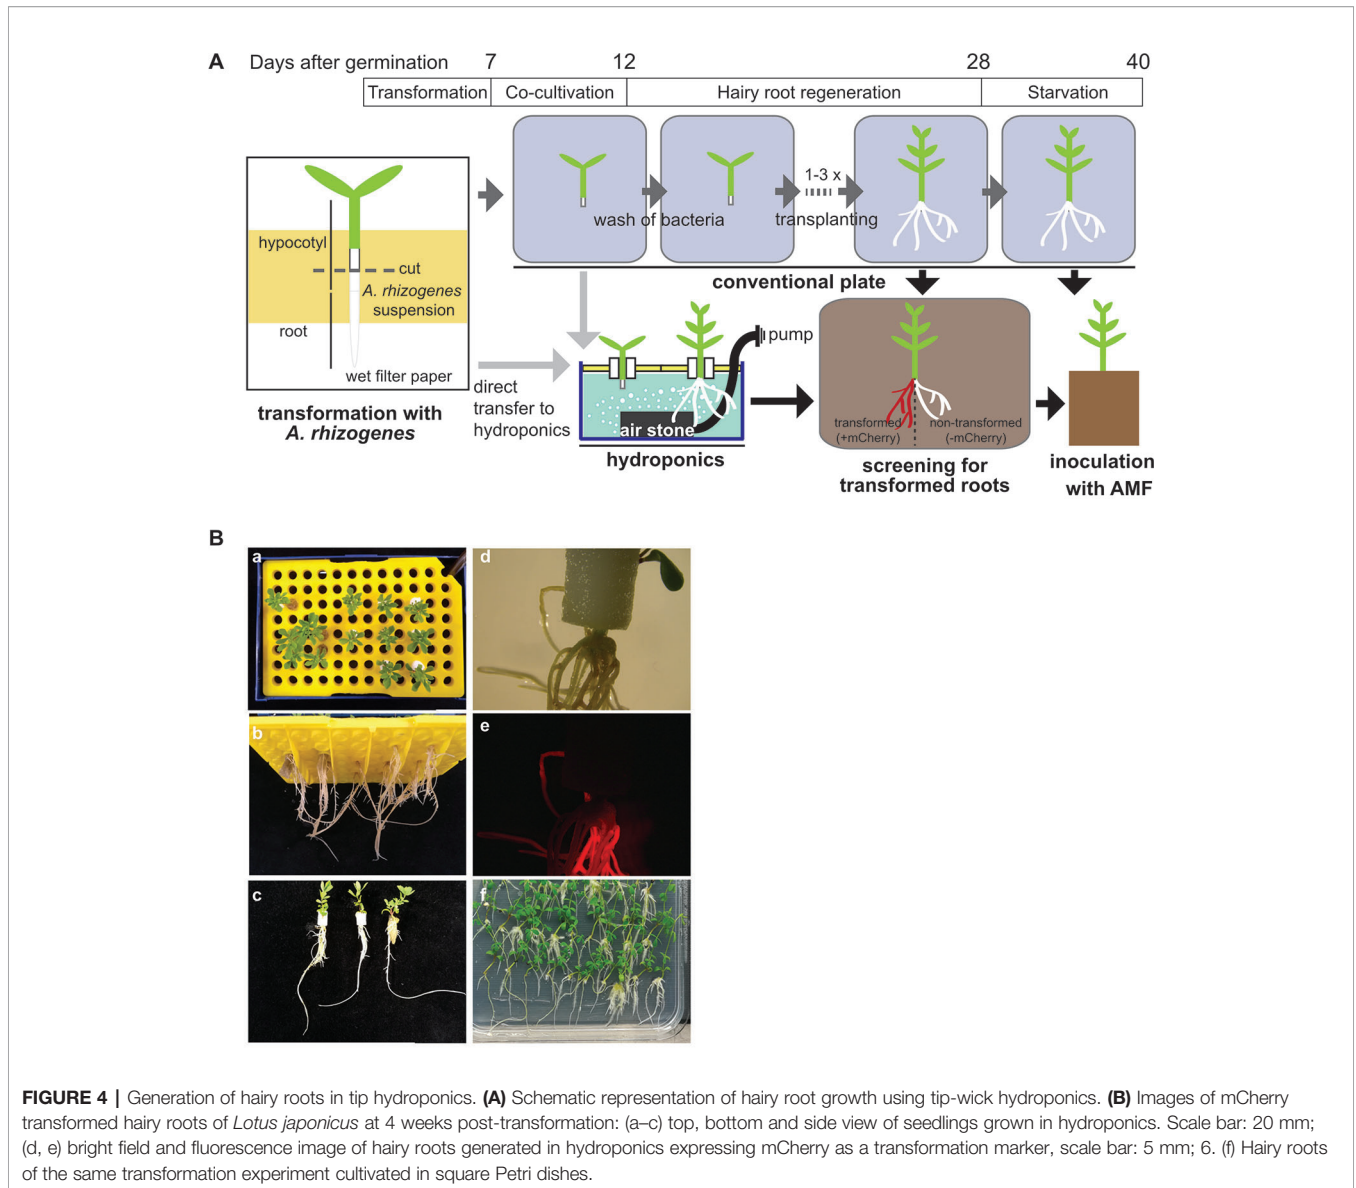 A
Days after germination 7 12 28 40
Transformation Co-cultivation Hairy root regeneration Starvation
1-3 x
wash of bacteria transplanting
hypocotyl
cut
A. rhizogenes
suspension
root
wet filter paper
transformation with
A. rhizogenes
conventional plate
pump
direct
transfer to
hydroponics
air stone
hydroponics
transformed non-transformed
(+mCherry) (-mCherry)
screening for
transformed roots
inoculation
with AMF
B
a
b
c
d
e
f
FIGURE 4 | Generation of hairy roots in tip hydroponics. (A) Schematic representation of hairy root growth using tip-wick hydroponics. (B) Images of mCherry
transformed hairy roots of Lotus japonicus at 4 weeks post-transformation: (a–c) top, bottom and side view of seedlings grown in hydroponics. Scale bar: 20 mm;
(d, e) bright field and fluorescence image of hairy roots generated in hydroponics expressing mCherry as a transformation marker, scale bar: 5 mm; 6. (f) Hairy roots
of the same transformation experiment cultivated in square Petri dishes.